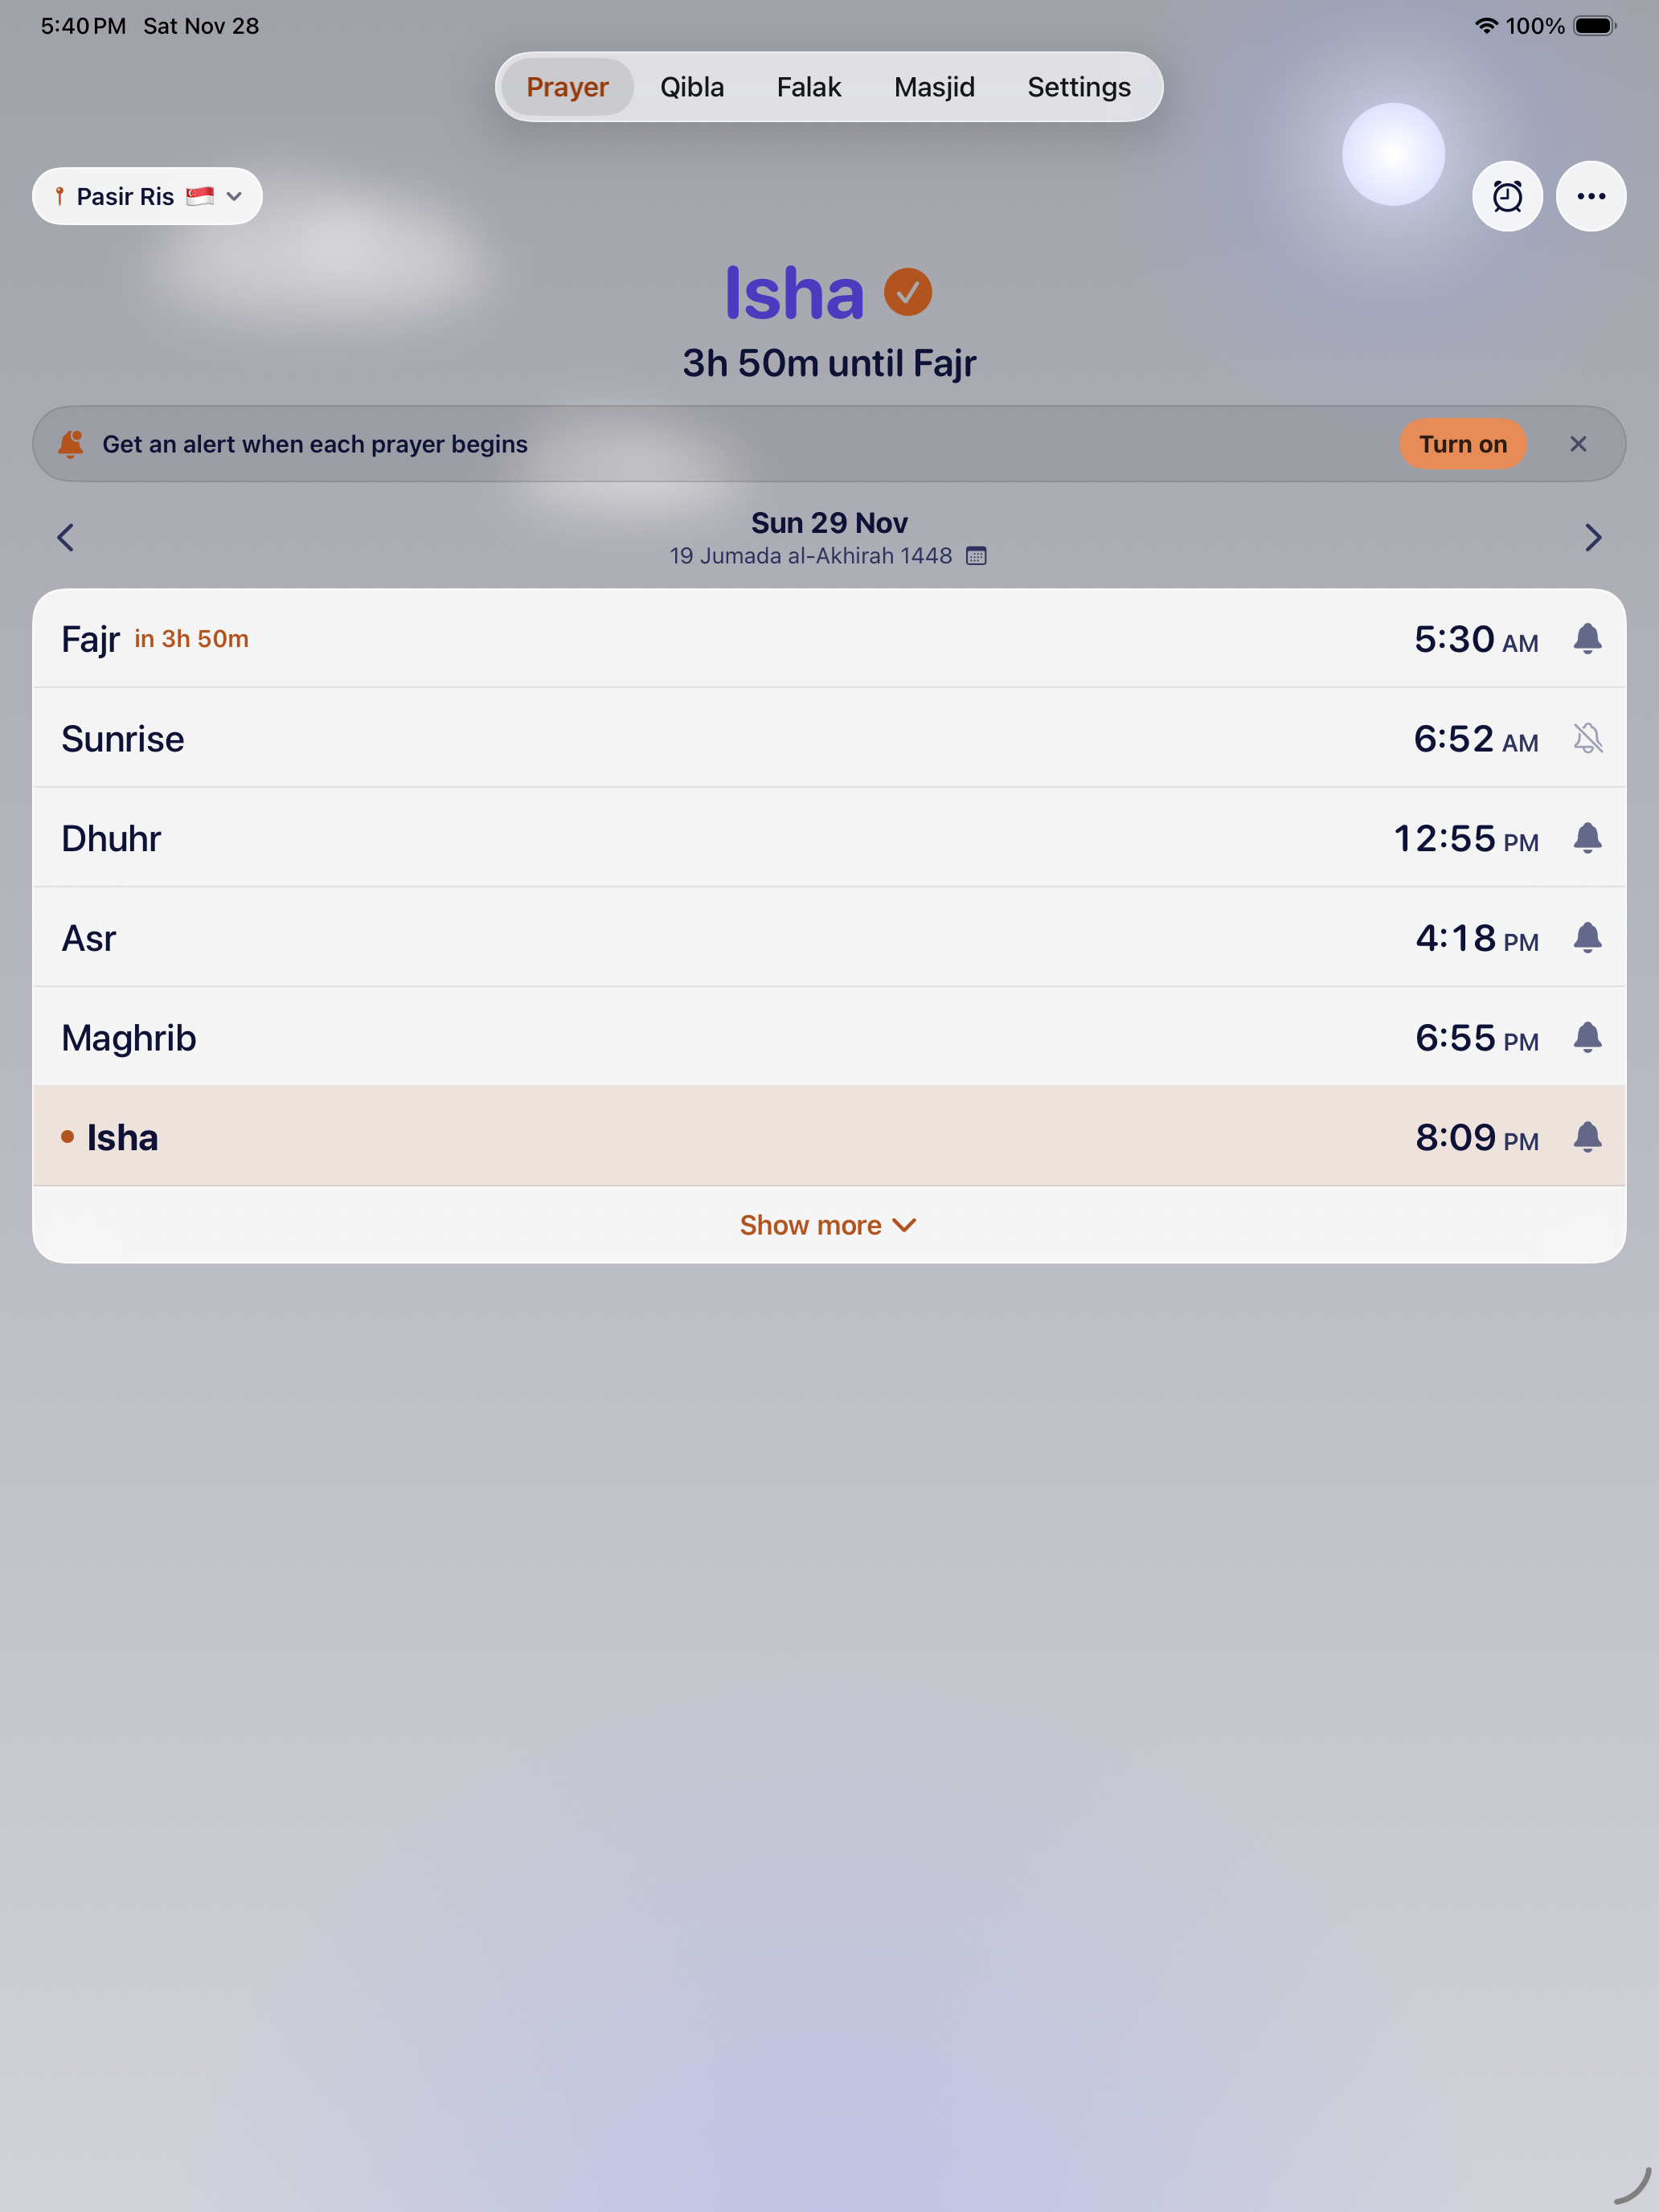 5:40 PM Sat Nov 28 100%
Prayer Qibla Falak Masjid Settings
Pasir Ris
Isha
3h 50m until Fajr
Get an alert when each prayer begins Turn on
Sun 29 Nov
19 Jumada al-Akhirah 1448
Fajr in 3h 50m 5:30 AM
Sunrise 6:52 AM
Dhuhr 12:55 PM
Asr 4:18 PM
Maghrib 6:55 PM
Isha 8:09 PM
Show more